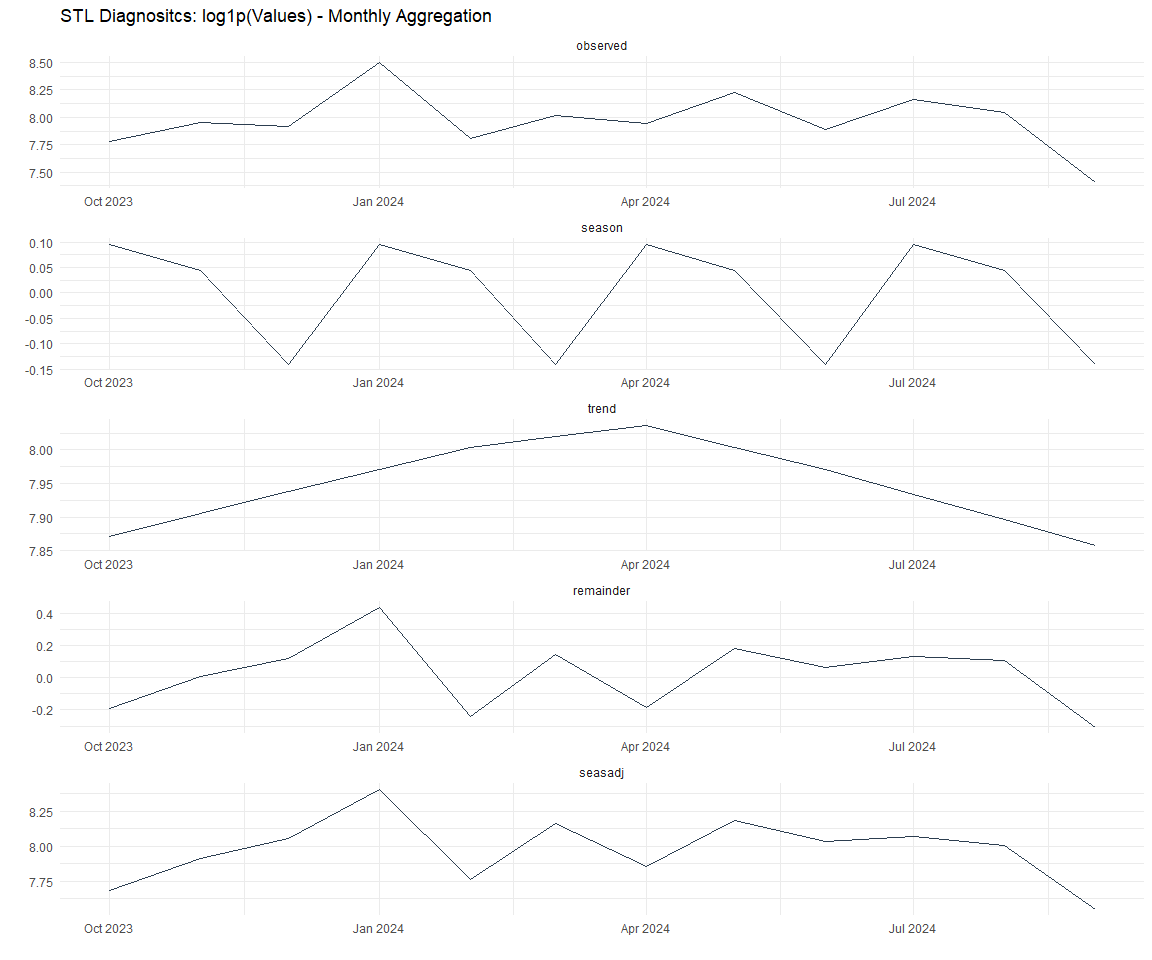 STL Diagnositcs: log1p(Values) - Monthly Aggregation
observed
8.50
8.25
8.00
7.75
7.50
Oct 2023 Jan 2024 Apr 2024 Jul 2024
season
0.10
0.05
0.00
-0.05
-0.10
-0.15
Oct 2023 Jan 2024 Apr 2024 Jul 2024
trend
8.00
7.95
7.90
7.85
Oct 2023 Jan 2024 Apr 2024 Jul 2024
remainder
0.4
0.2
0.0
-0.2
Oct 2023 Jan 2024 Apr 2024 Jul 2024
seasadj
8.25
8.00
7.75
Oct 2023 Jan 2024 Apr 2024 Jul 2024